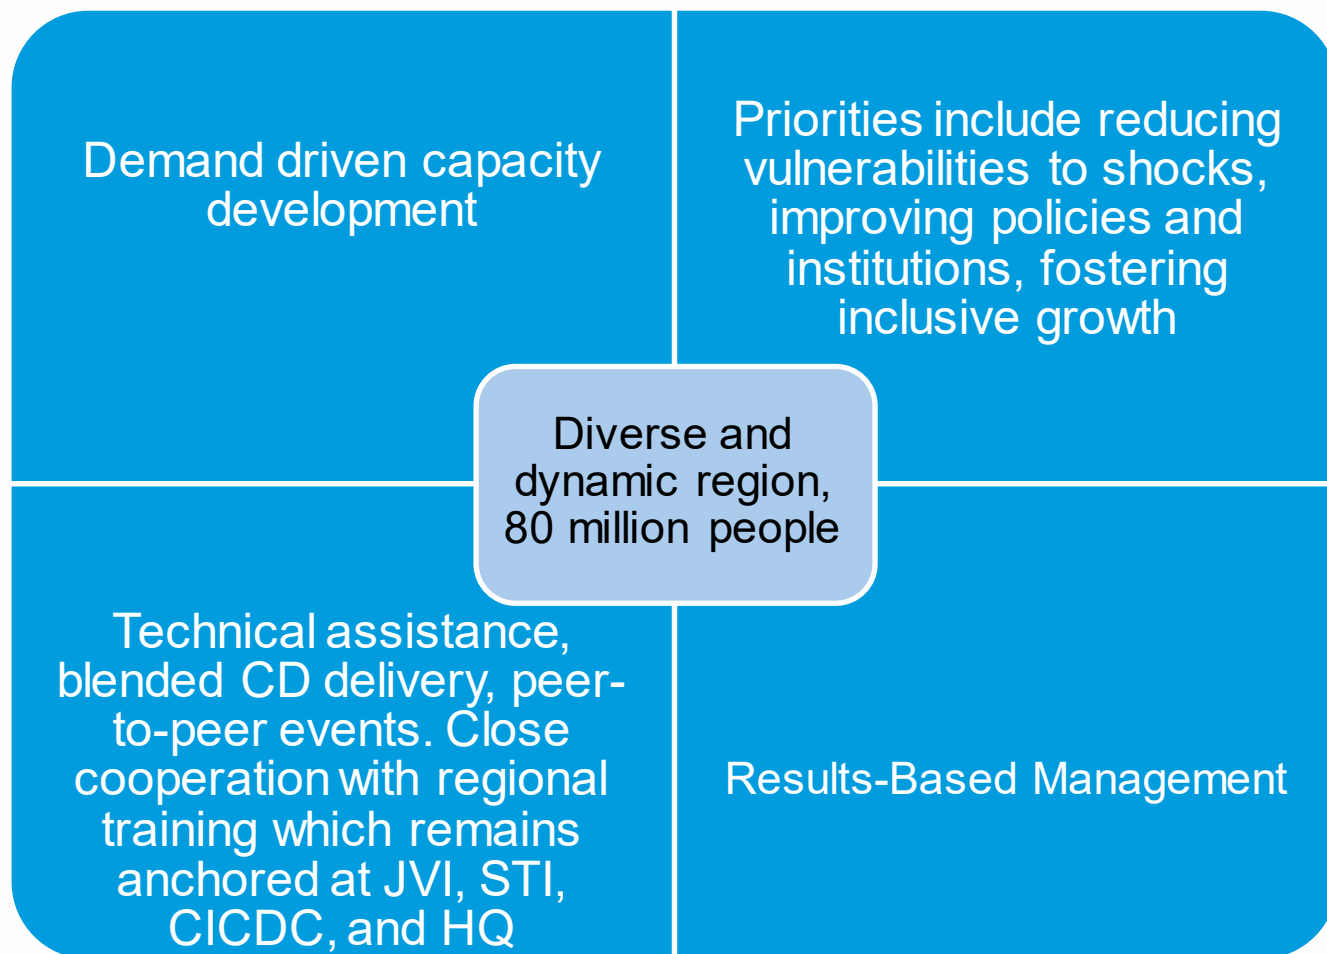 Demand driven capacity
development
Priorities include reducing
vulnerabilities to shocks,
improving policies and
institutions, fostering
inclusive growth
Diverse and
dynamic region,
80 million people
Technical assistance,
blended CD delivery, peer-
to-peer events. Close
cooperation with regional
training which remains
anchored at JVI, STI,
CICDC, and HQ
Results-Based Management